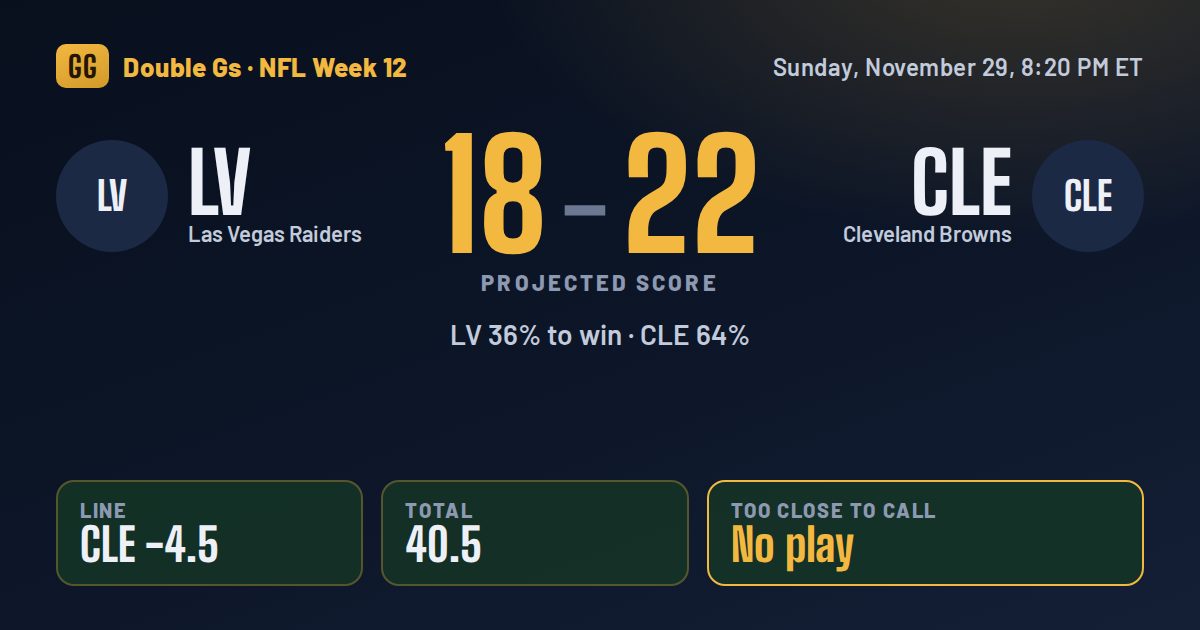 GG
Double Gs · NFL Week 12
Sunday, November 29, 8:20 PM ET
LV
LV
Las Vegas Raiders
18 – 22
PROJECTED SCORE
LV 36% to win · CLE 64%
CLE
Cleveland Browns
CLE
LINE
CLE −4.5
TOTAL
40.5
TOO CLOSE TO CALL
No play